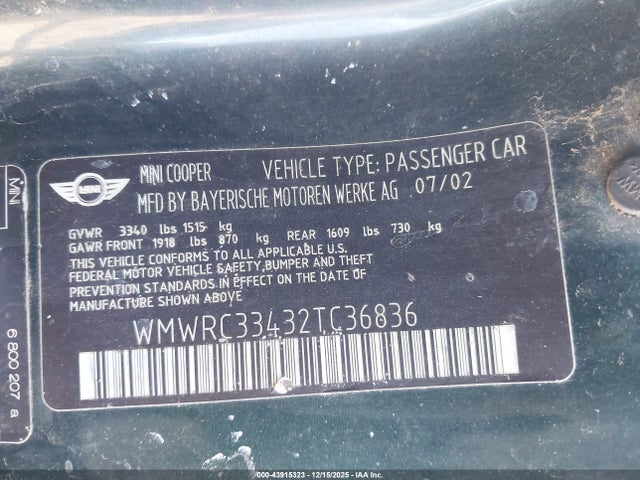 MINI COOPER VEHICLE TYPE: PASSENGER CAR
MFD BY BAYERISCHE MOTOREN WERKE AG 07/02
MINI
GVWR 3340 lbs 1515 kg
GAWR FRONT 1918 lbs 870 kg REAR 1609 lbs 730 kg
THIS VEHICLE CONFORMS TO ALL APPLICABLE U.S.
FEDERAL MOTOR VEHICLE SAFETY,BUMPER AND THEFT
PREVENTION STANDARDS IN EFFECT ON THE DATE OF
MANUFACTURE SHOWN ABOVE.
WMWRC33432TC36836
MINI
6 800 207 a
000-43915323 - 12/15/2025 - IAA Inc.